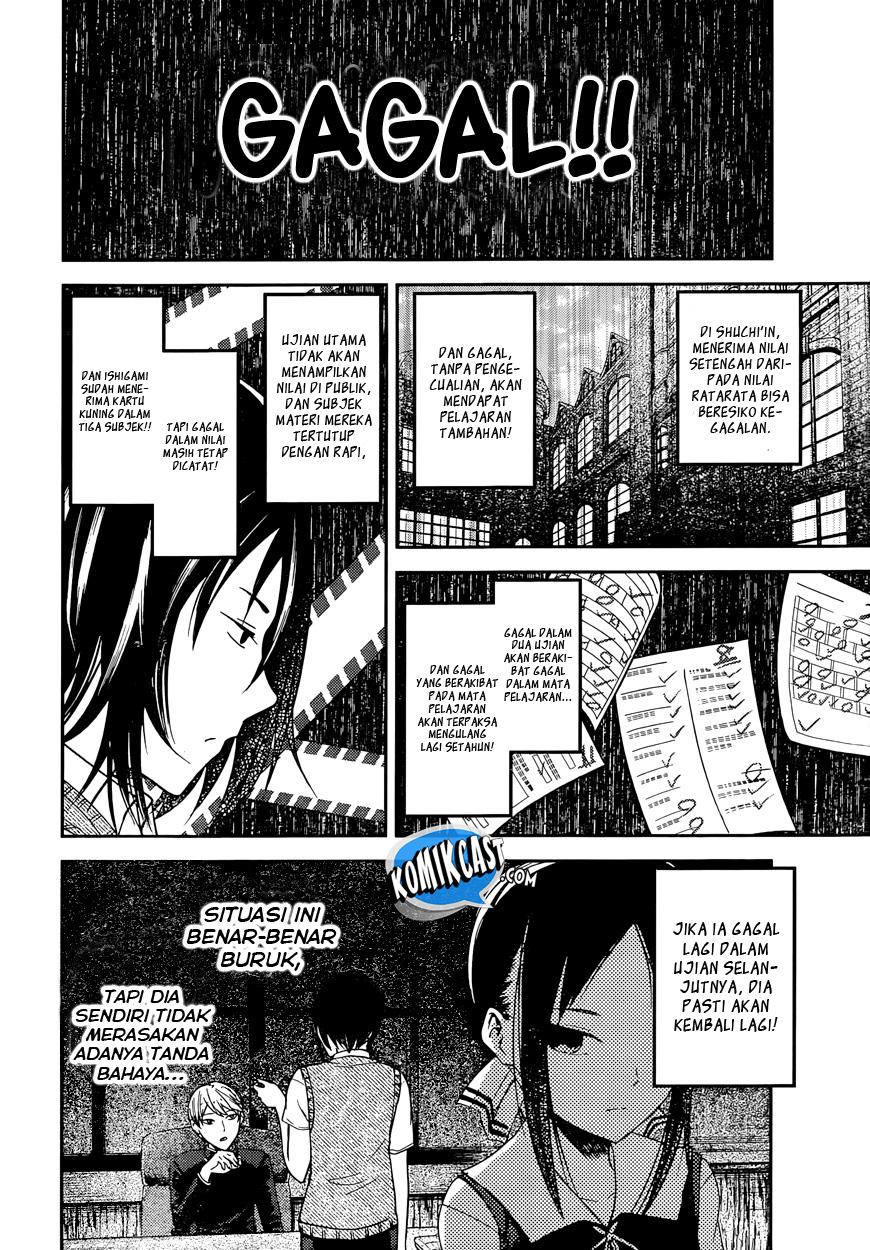 GAGAL!!
DI SHUCHI'IN,
MENERIMA NILAI
SETENGAH DARI-
PADA NILAI
RATARATA BISA
BERESIKO KE-
GAGALAN.
DAN GAGAL,
TANPA PENGE-
CUALIAN, AKAN
MENDAPAT
PELAJARAN
TAMBAHAN!
UJIAN UTAMA
TIDAK AKAN
MENAMPILKAN
NILAI DI PUBLIK,
DAN SUBJEK
MATERI MEREKA
TERTUTUP
DENGAN RAPI,
TAPI GAGAL
DALAM NILAI
MASIH TETAP
DICATAT!
DAN ISHIGAMI
SUDAH MENE-
RIMA KARTU
KUNING DALAM
TIGA SUBJEK!!
GAGAL DALAM
DUA UJIAN
AKAN BERAKI-
BAT GAGAL
DALAM MATA
PELAJARAN...
DAN GAGAL
YANG BERAKIBAT
PADA MATA
PELAJARAN
AKAN TERPAKSA
MENGULANG
LAGI SETAHUN!
KOMIKCAST
.COM
JIKA IA GAGAL
LAGI DALAM
UJIAN SELAN-
JUTNYA, DIA
PASTI AKAN
KEMBALI LAGI!
SITUASI INI
BENAR-BENAR
BURUK,
TAPI DIA
SENDIRI TIDAK
MERASAKAN
ADANYA TANDA
BAHAYA...